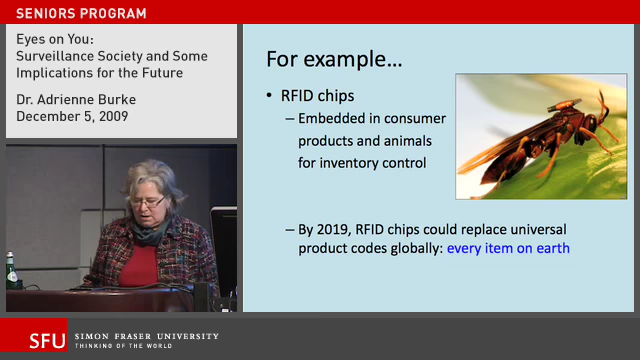 SENIORS PROGRAM
Eyes on You:
Surveillance Society and Some
Implications for the Future
Dr. Adrienne Burke
December 5, 2009
For example...
• RFID chips
– Embedded in consumer
products and animals
for inventory control
– By 2019, RFID chips could replace universal
product codes globally: every item on earth
SFU
SIMON FRASER UNIVERSITY
THINKING OF THE WORLD